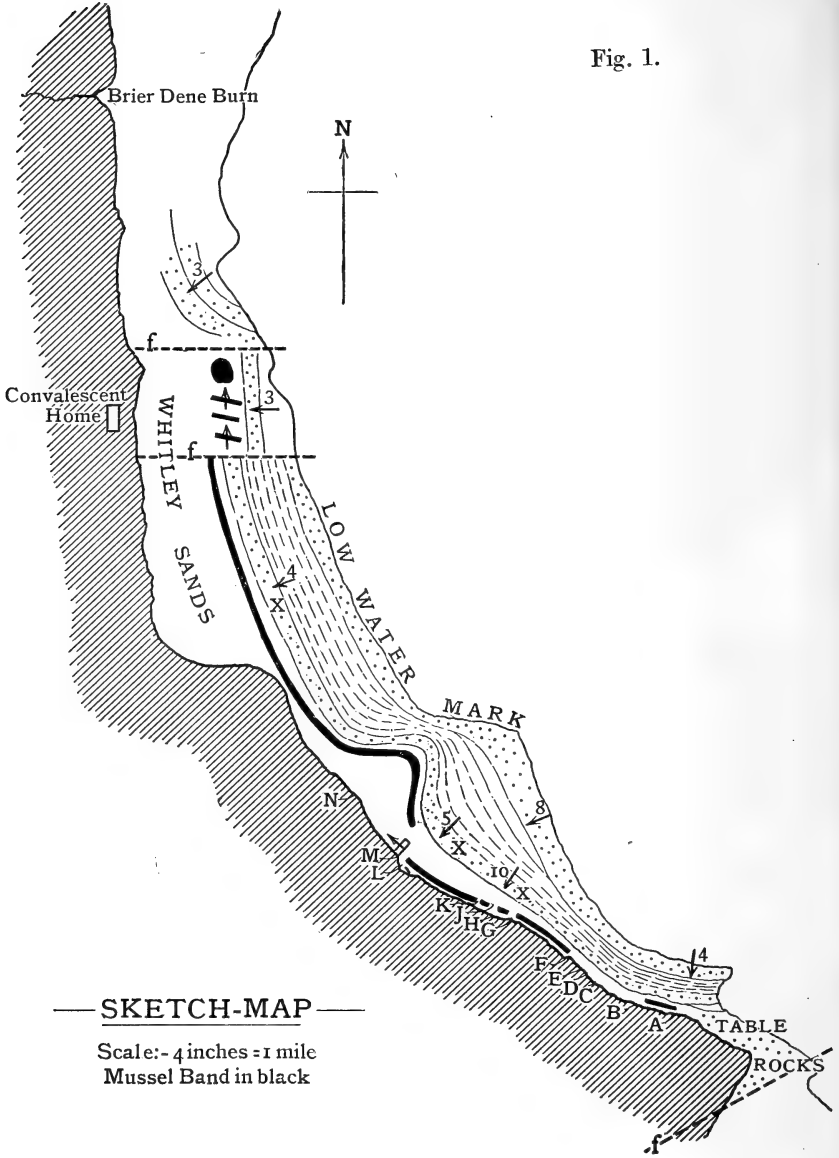 Fig. 1.
Brier Dene Burn
N
3
f
Convalescent
Home
3
WHITLEY
SANDS
f
LOW WATER
MARK
4
X
N
8
5
X
M
L
10
X
K
J
H
G
F
E
D
C
B
A
4
TABLE
ROCKS
f
SKETCH-MAP
Scale:- 4 inches = 1 mile
Mussel Band in black